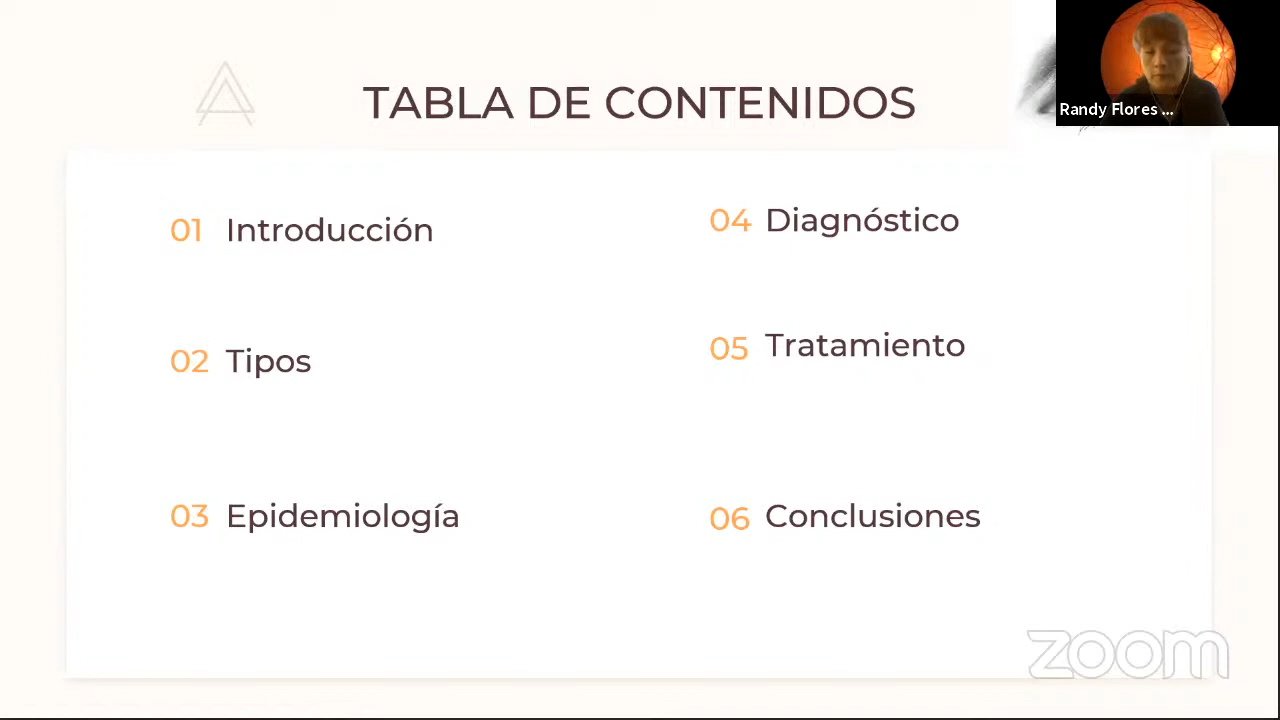 TABLA DE CONTENIDOS
Randy Flores ...
01 Introducción
02 Tipos
03 Epidemiología
04 Diagnóstico
05 Tratamiento
06 Conclusiones
zoom